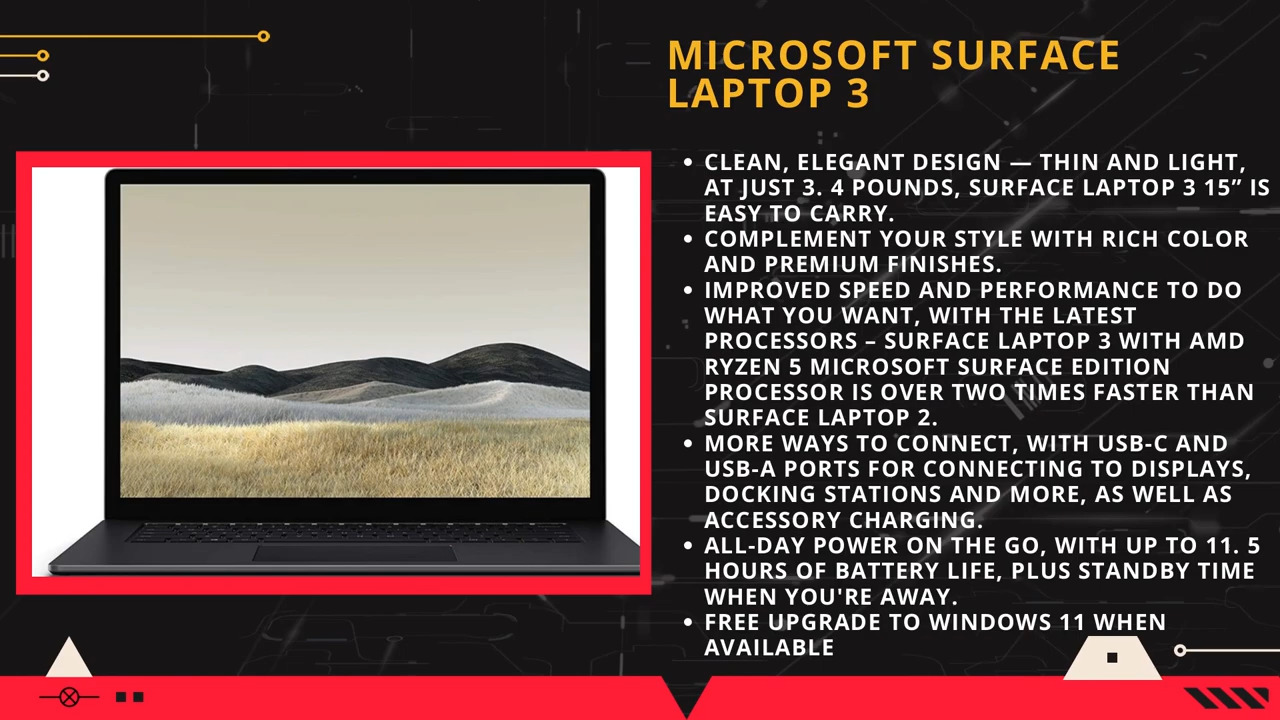 MICROSOFT SURFACE
LAPTOP 3
• CLEAN, ELEGANT DESIGN — THIN AND LIGHT,
AT JUST 3. 4 POUNDS, SURFACE LAPTOP 3 15” IS
EASY TO CARRY.
• COMPLEMENT YOUR STYLE WITH RICH COLOR
AND PREMIUM FINISHES.
• IMPROVED SPEED AND PERFORMANCE TO DO
WHAT YOU WANT, WITH THE LATEST
PROCESSORS – SURFACE LAPTOP 3 WITH AMD
RYZEN 5 MICROSOFT SURFACE EDITION
PROCESSOR IS OVER TWO TIMES FASTER THAN
SURFACE LAPTOP 2.
• MORE WAYS TO CONNECT, WITH USB-C AND
USB-A PORTS FOR CONNECTING TO DISPLAYS,
DOCKING STATIONS AND MORE, AS WELL AS
ACCESSORY CHARGING.
• ALL-DAY POWER ON THE GO, WITH UP TO 11. 5
HOURS OF BATTERY LIFE, PLUS STANDBY TIME
WHEN YOU'RE AWAY.
• FREE UPGRADE TO WINDOWS 11 WHEN
AVAILABLE